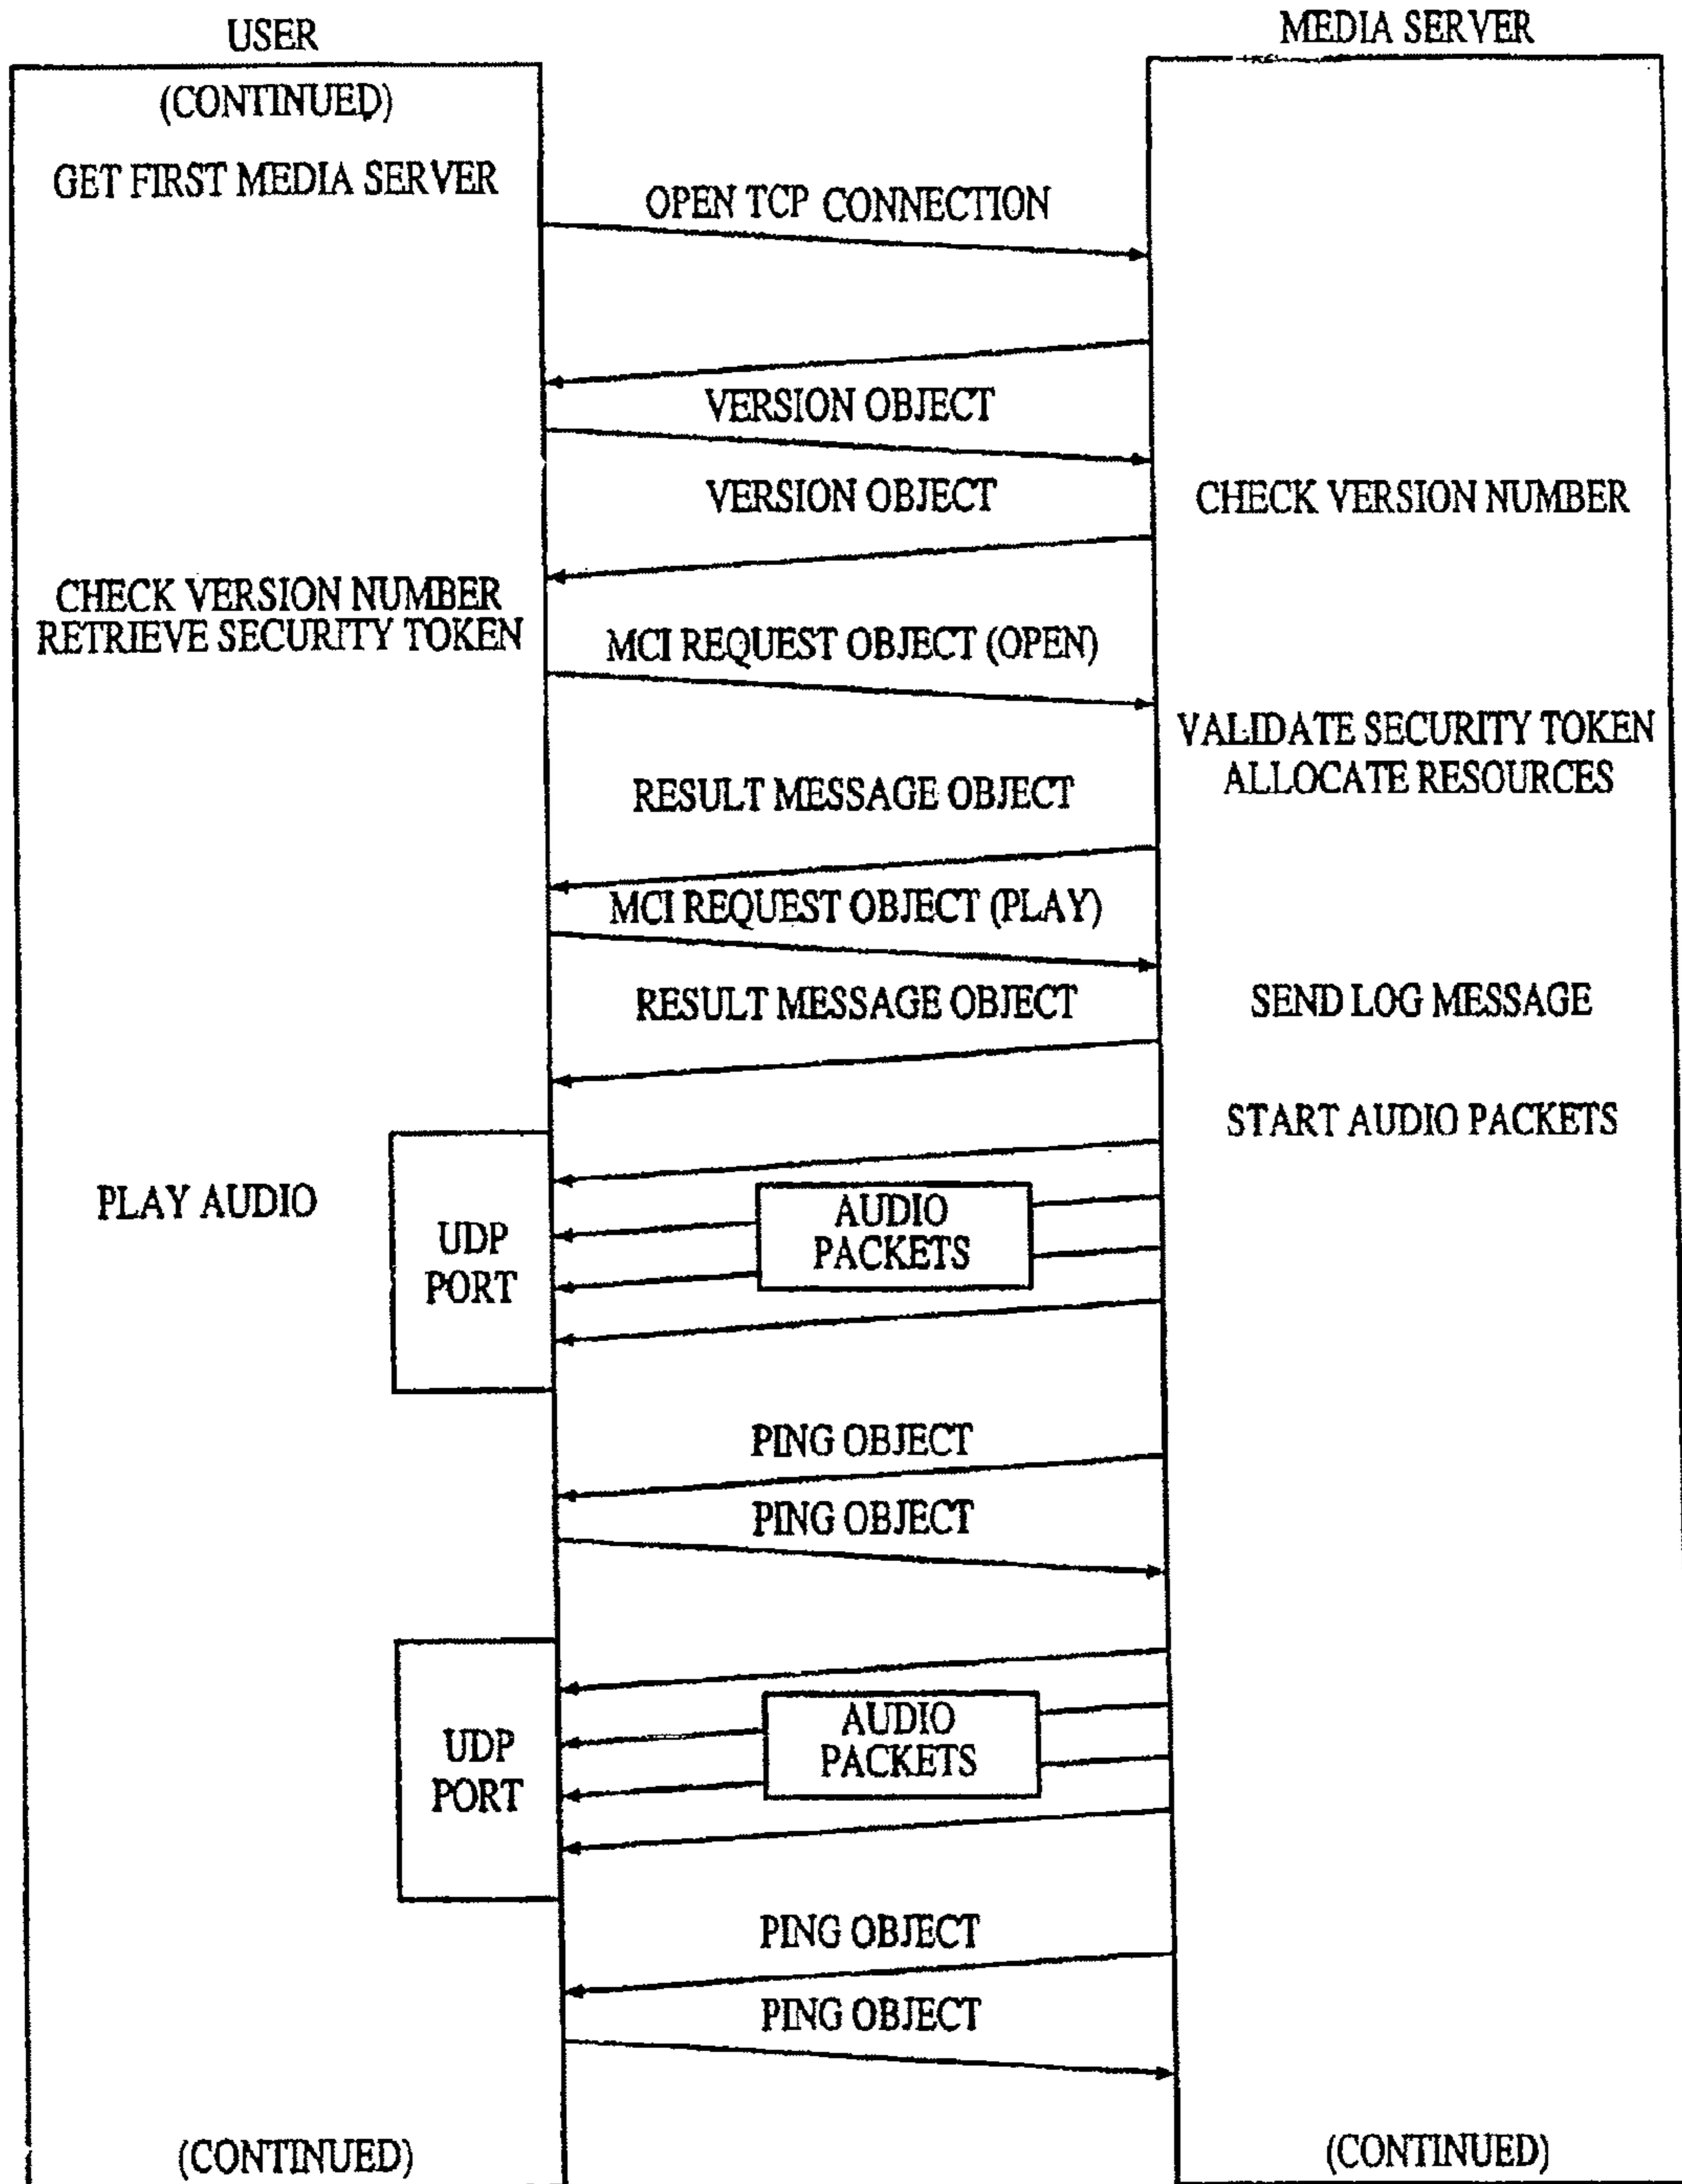 USER
MEDIA SERVER
(CONTINUED)
GET FIRST MEDIA SERVER
OPEN TCP CONNECTION
VERSION OBJECT
VERSION OBJECT
CHECK VERSION NUMBER
CHECK VERSION NUMBER
RETRIEVE SECURITY TOKEN
MCI REQUEST OBJECT (OPEN)
VALIDATE SECURITY TOKEN
ALLOCATE RESOURCES
RESULT MESSAGE OBJECT
MCI REQUEST OBJECT (PLAY)
RESULT MESSAGE OBJECT
SEND LOG MESSAGE
START AUDIO PACKETS
PLAY AUDIO
UDP
PORT
AUDIO
PACKETS
PING OBJECT
PING OBJECT
UDP
PORT
AUDIO
PACKETS
PING OBJECT
PING OBJECT
(CONTINUED)
(CONTINUED)